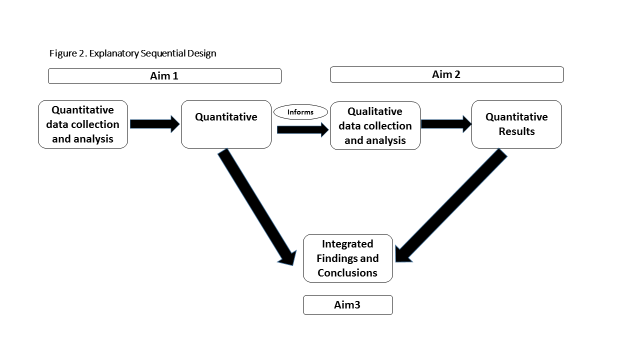 Figure 2. Explanatory Sequential Design
Aim 1
Aim 2
Quantitative
data collection
and analysis
Quantitative
Informs
Qualitative
data collection
and analysis
Quantitative
Results
Integrated
Findings and
Conclusions
Aim3